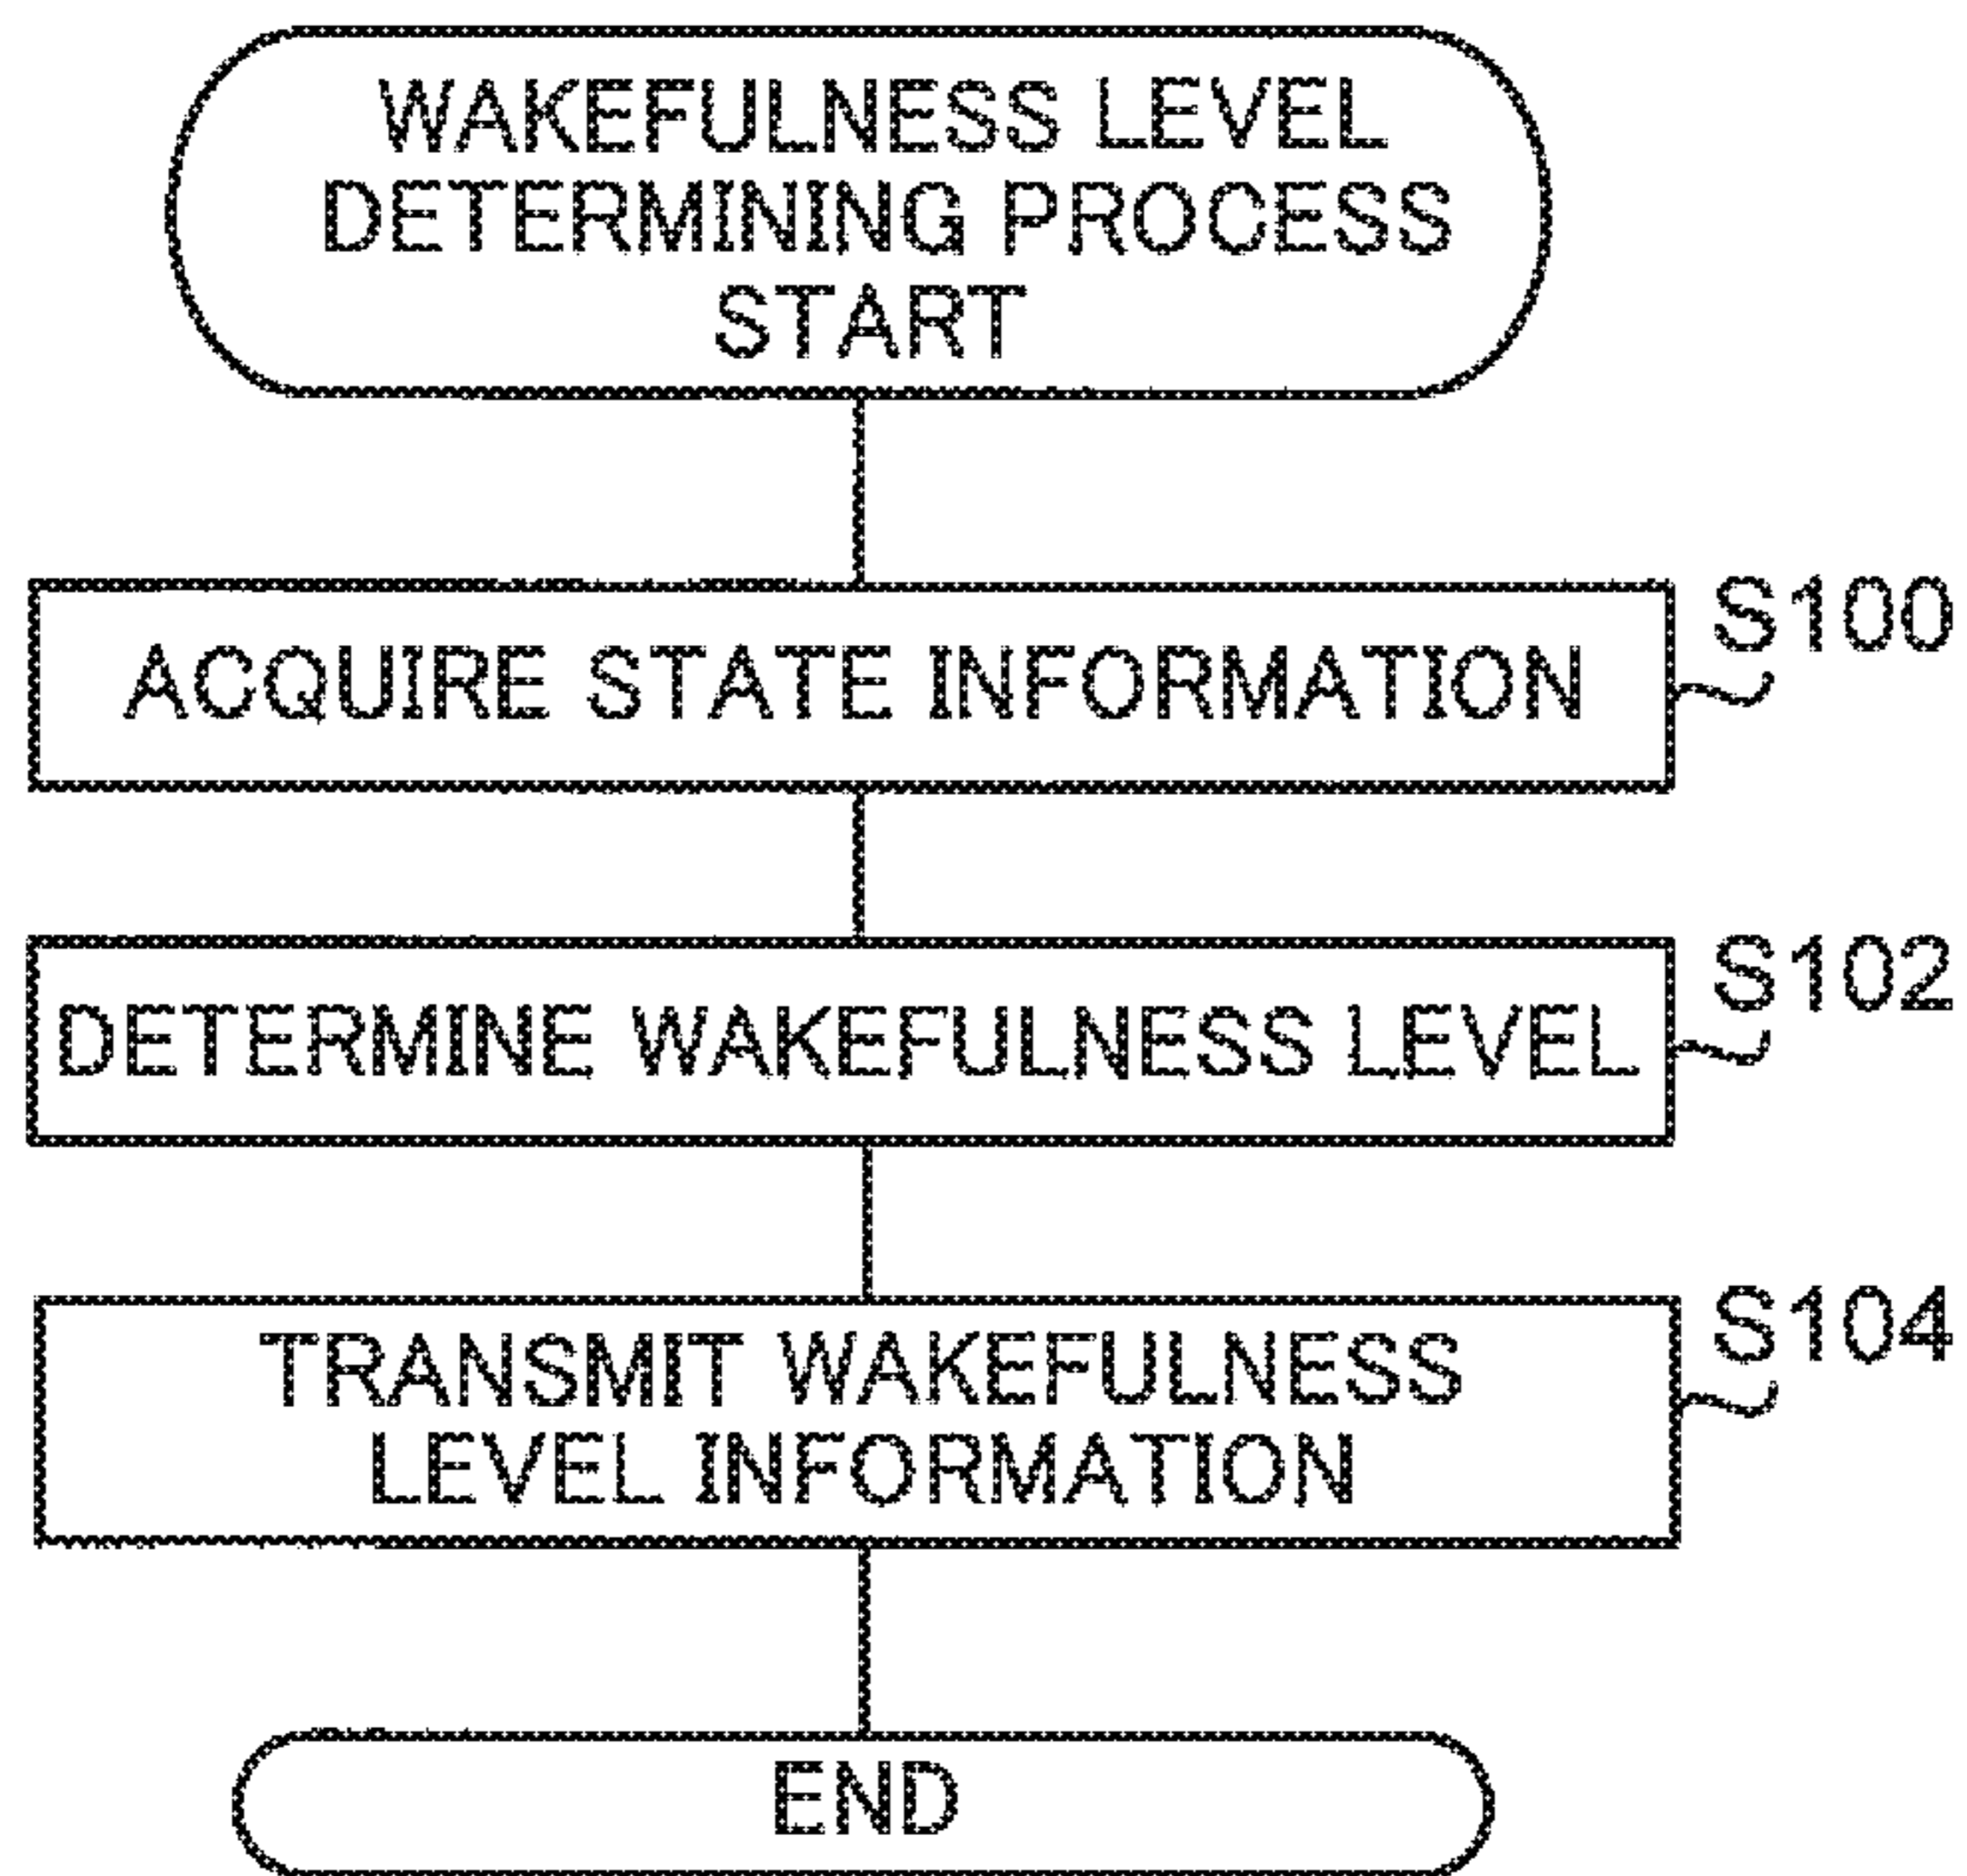 WAKEFULNESS LEVEL
DETERMINING PROCESS
START
S100
ACQUIRE STATE INFORMATION
S102
DETERMINE WAKEFULNESS LEVEL
S104
TRANSMIT WAKEFULNESS
LEVEL INFORMATION
END